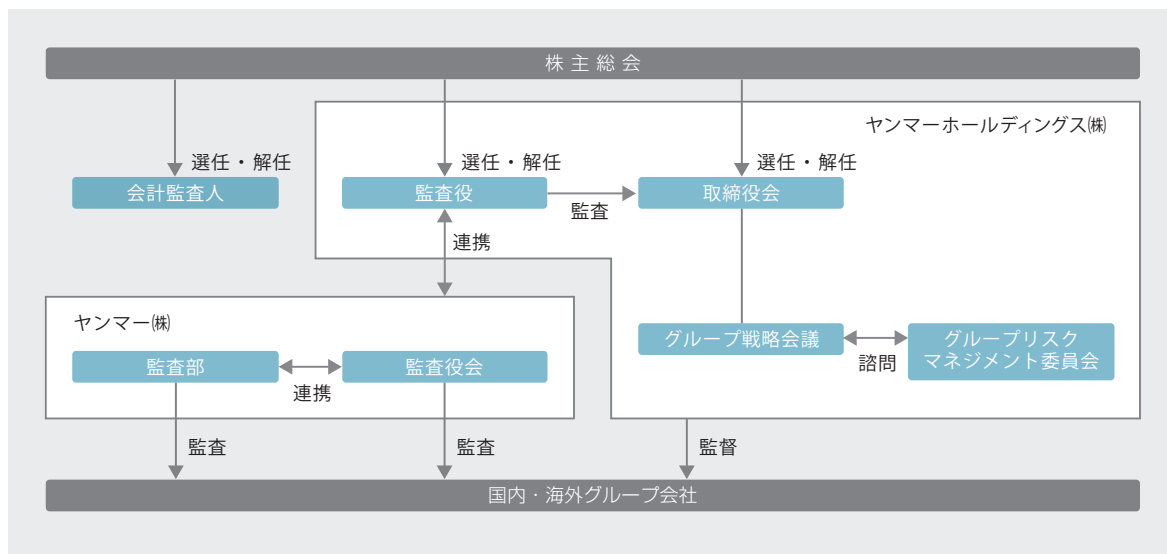 株主総会
ヤンマーホールディングス㈱
選任・解任
選任・解任
選任・解任
会計監査人
監査役
監査
取締役会
連携
ヤンマー㈱
グループ戦略会議
諮問
グループリスク
マネジメント委員会
監査部
連携
監査役会
監査
監査
監督
国内・海外グループ会社